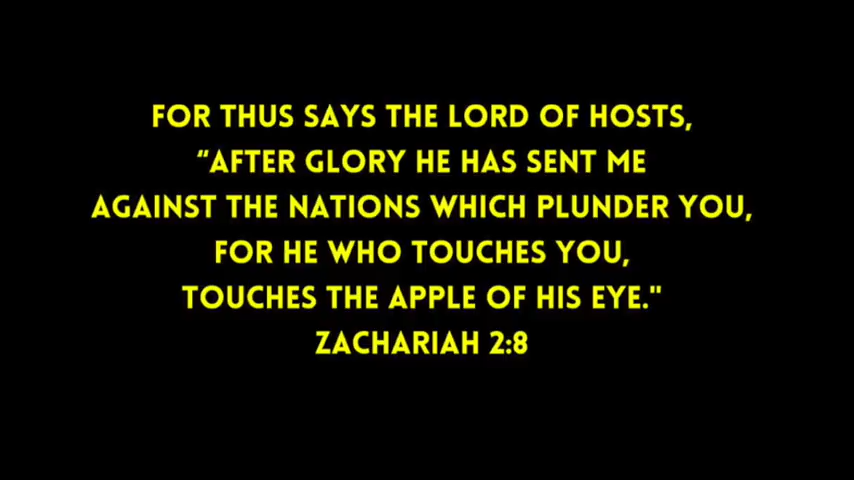 FOR THUS SAYS THE LORD OF HOSTS,
“AFTER GLORY HE HAS SENT ME
AGAINST THE NATIONS WHICH PLUNDER YOU,
FOR HE WHO TOUCHES YOU,
TOUCHES THE APPLE OF HIS EYE."
ZACHARIAH 2:8